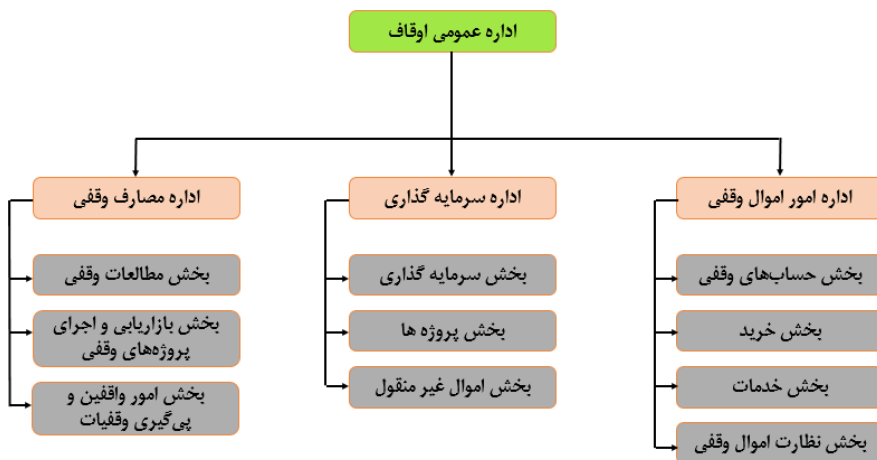 اداره عمومی اوقاف
اداره امور اموال وقفی
بخش حساب‌های وقفی
بخش خرید
بخش خدمات
بخش نظارت اموال وقفی
اداره سرمایه گذاری
بخش سرمایه گذاری
بخش پروژه ها
بخش اموال غیر منقول
اداره مصارف وقفی
بخش مطالعات وقفی
بخش بازاریابی و اجرای
پروژه‌های وقفی
بخش امور واقفین و
پی‌گیری وقفیات